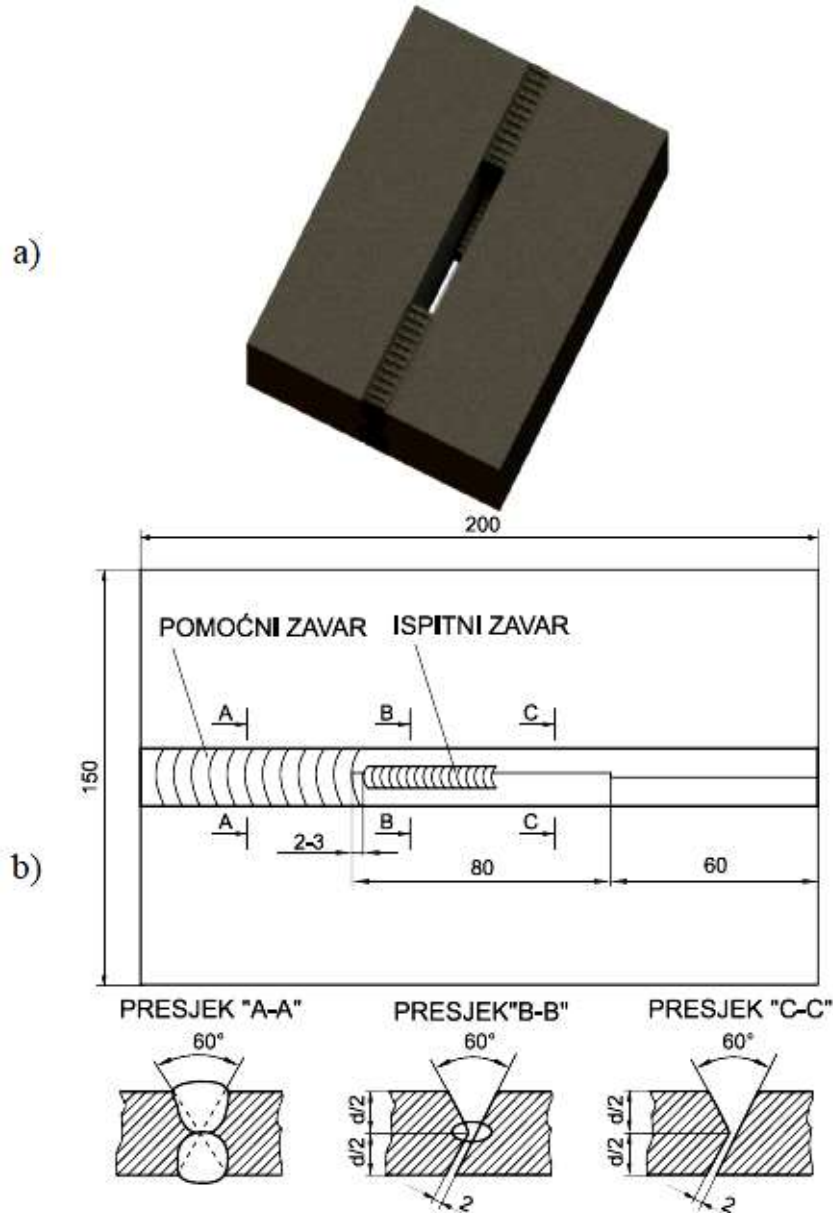 a)
200
POMOĆNI ZAVAR
ISPITNI ZAVAR
A
B
C
150
A
B
C
2-3
80
60
b)
PRESJEK "A-A"
PRESJEK"B-B"
PRESJEK "C-C"
60°
60°
60°
d/2
d/2
d/2
d/2
2
2